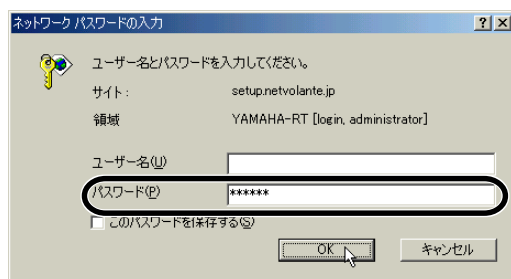 ネットワーク パスワードの入力
ユーザー名とパスワードを入力してください。
サイト: setup.netvolante.jp
領域 YAMAHA-RT [login, administrator]
ユーザー名(U)
パスワード(P) ******
このパスワードを保存する(S)
OK キャンセル